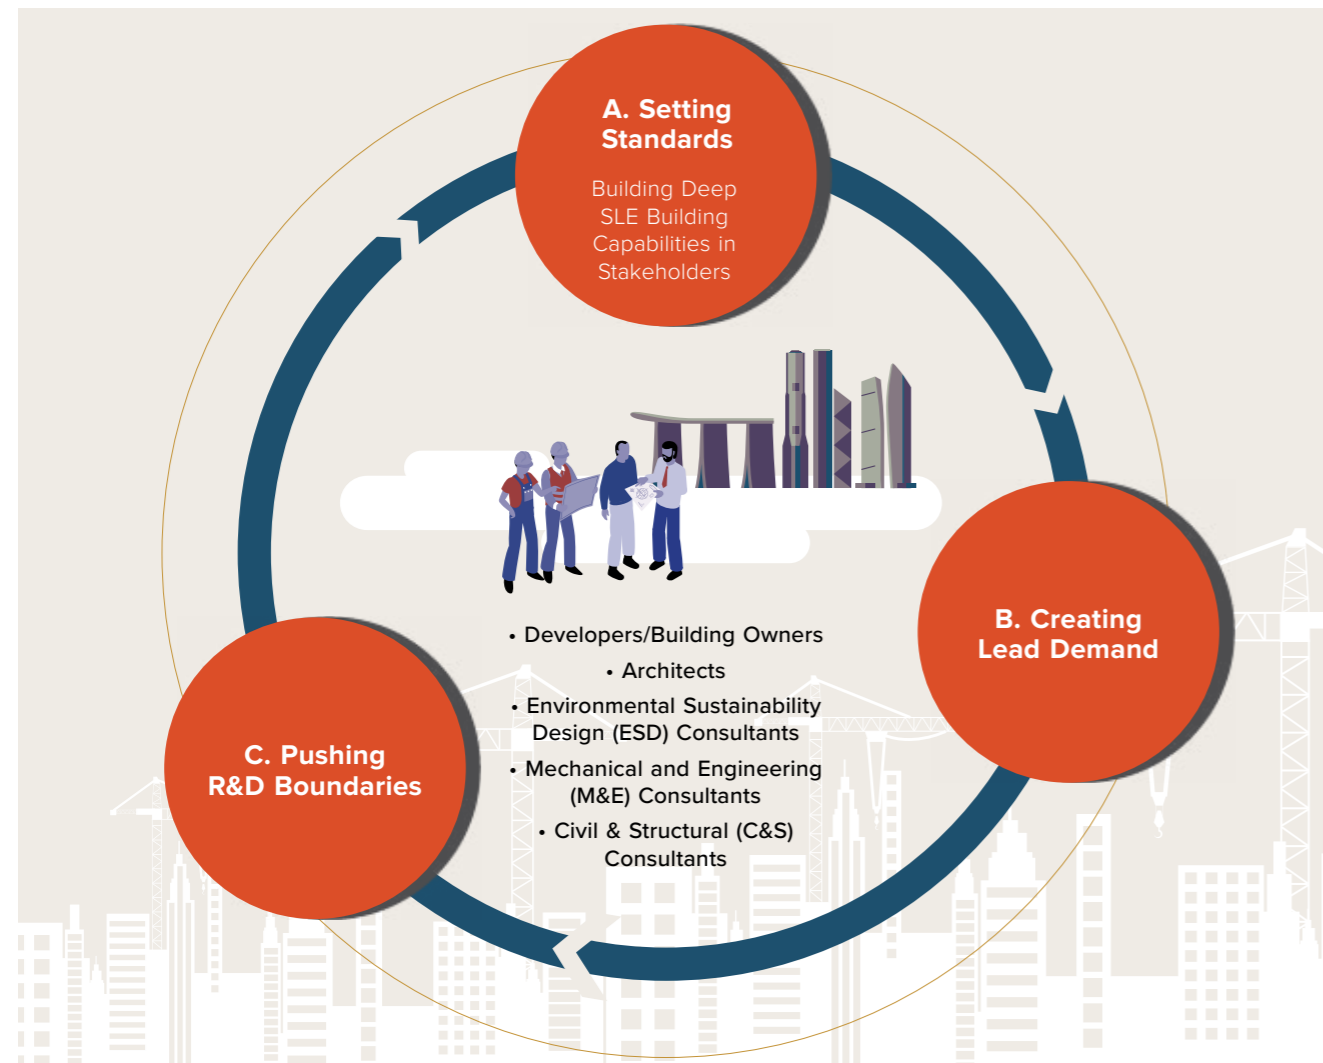 A. Setting
Standards
Building Deep
SLE Building
Capabilities in
Stakeholders
B. Creating
Lead Demand
C. Pushing
R&D Boundaries
• Developers/Building Owners
• Architects
• Environmental Sustainability
Design (ESD) Consultants
• Mechanical and Engineering
(M&E) Consultants
• Civil & Structural (C&S)
Consultants